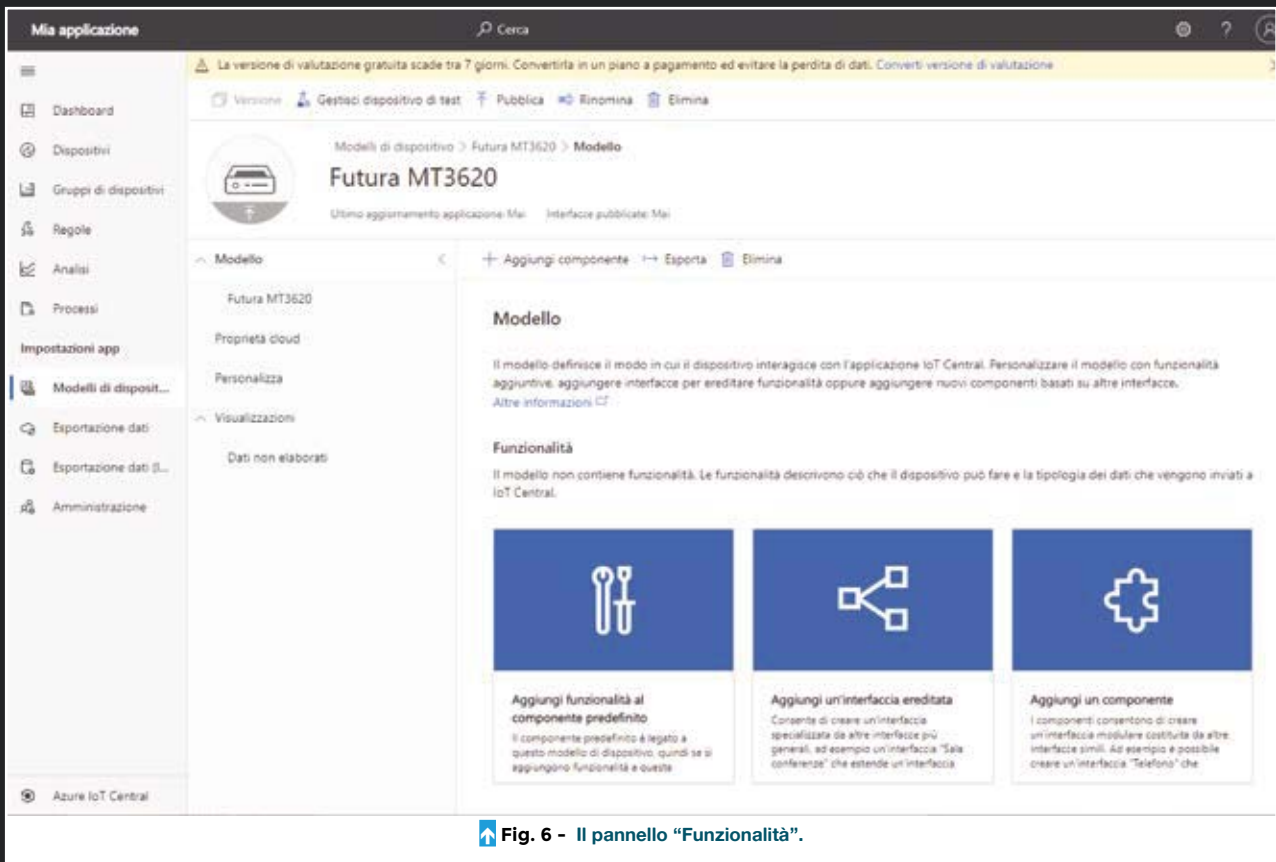 Mia applicazione
Cerca
?
La versione di valutazione gratuita scade tra 7 giorni. Convertirla in un piano a pagamento ed evitare la perdita di dati. Converti versione di valutazione
Versione
Gestisci dispositivo di test
Pubblica
Rinomina
Elimina
Dashboard
Dispositivi
Gruppi di dispositivi
Regole
Analisi
Processi
Impostazioni app
Modelli di disposit...
Esportazione dati
Esportazione dati (l...
Amministrazione
Azure IoT Central
Modelli di dispositivo > Futura MT3620 > Modello
Futura MT3620
Ultimo aggiornamento applicazione: Mai
Interfacce pubblicate: Mai
Modello
Futura MT3620
Proprietà cloud
Personalizza
Visualizzazioni
Dati non elaborati
Aggiungi componente
Esporta
Elimina
Modello
Il modello definisce il modo in cui il dispositivo interagisce con l'applicazione IoT Central. Personalizzare il modello con funzionalità
aggiuntive, aggiungere interfacce per ereditare funzionalità oppure aggiungere nuovi componenti basati su altre interfacce.
Altre informazioni
Funzionalità
Il modello non contiene funzionalità. Le funzionalità descrivono ciò che il dispositivo può fare e la tipologia dei dati che vengono inviati a
IoT Central.
Aggiungi funzionalità al
componente predefinito
Il componente predefinito è legato a
questo modello di dispositivo, quindi se si
aggiungono funzionalità a queste
Aggiungi un'interfaccia ereditata
Consente di creare un'interfaccia
specializzata da altre interfacce più
generali, ad esempio un'interfaccia "Sala
conferenze" che estende un'interfaccia
Aggiungi un componente
I componenti consentono di creare
un'interfaccia modulare costituita da altre
interfacce simili. Ad esempio è possibile
creare un'interfaccia "Telefono" che
Fig. 6 - Il pannello “Funzionalità”.